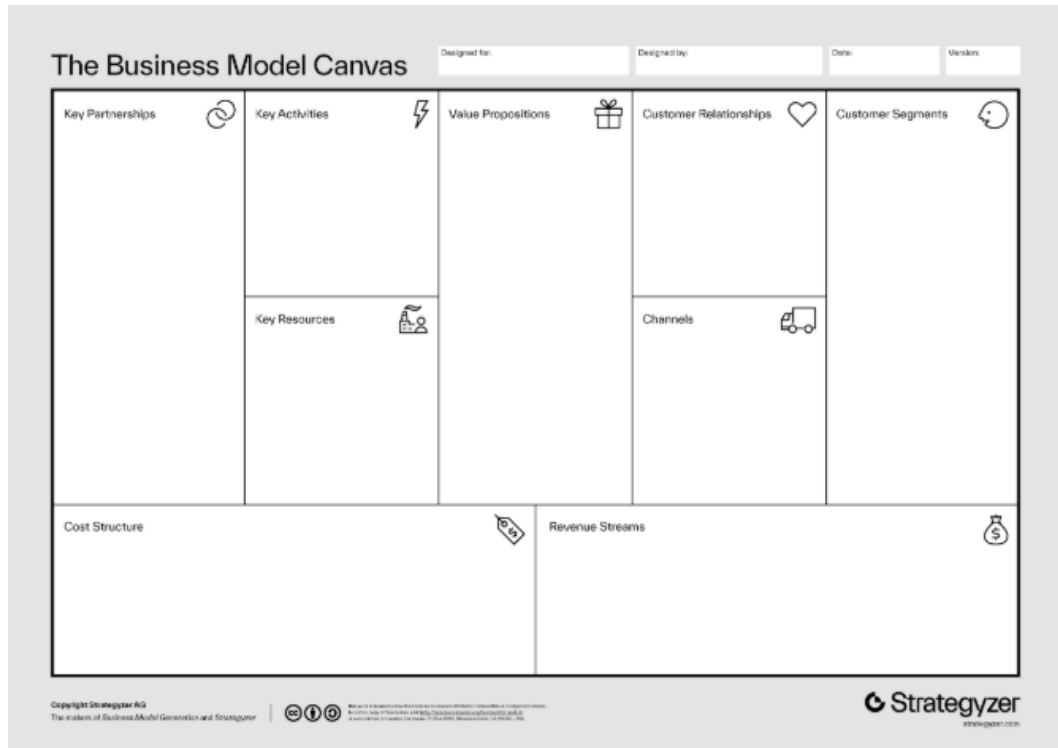 The Business Model Canvas
Designed for:
Designed by:
Date:
Version:
Key Partnerships
Key Activities
Value Propositions
Customer Relationships
Customer Segments
Key Resources
Channels
Cost Structure
Revenue Streams
Copyright Strategyzer AG
The makers of Business Model Generation and Strategyzer
cc
Strategyzer
strategyzer.com